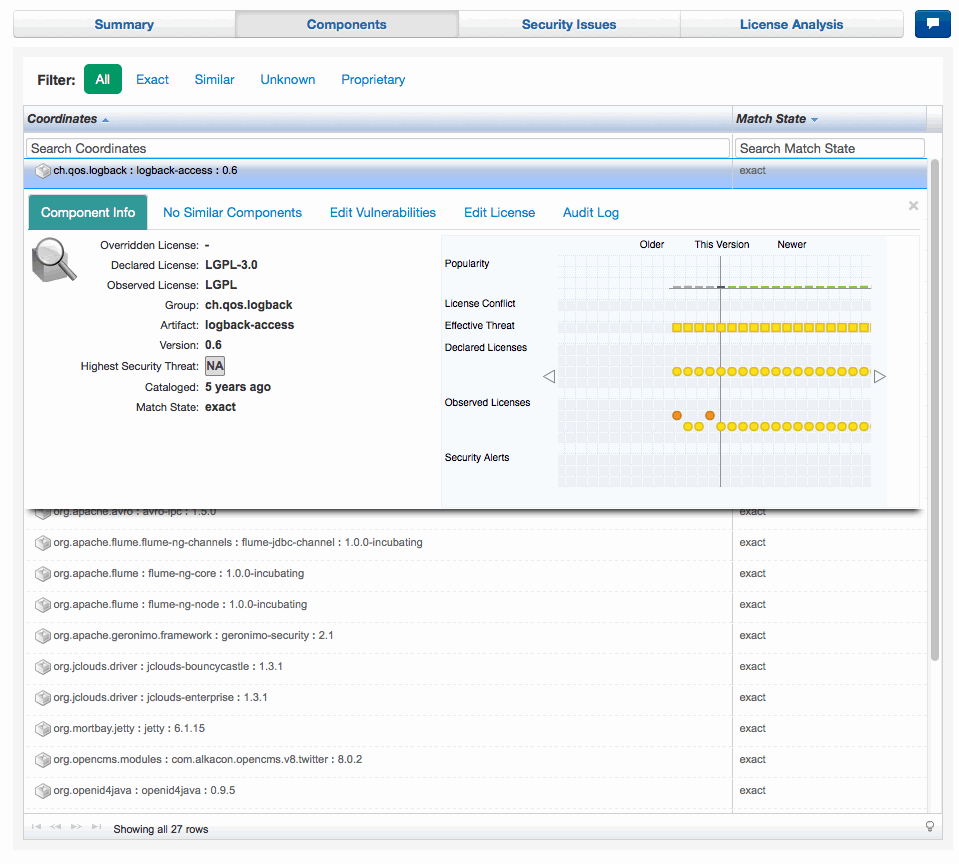 Summary Components Security Issues License Analysis
Filter: All Exact Similar Unknown Proprietary
Coordinates Match State
Search Coordinates Search Match State
ch.qos.logback : logback-access : 0.6 exact
Component Info No Similar Components Edit Vulnerabilities Edit License Audit Log
Overridden License: -
Declared License: LGPL-3.0
Observed License: LGPL
Group: ch.qos.logback
Artifact: logback-access
Version: 0.6
Highest Security Threat: NA
Cataloged: 5 years ago
Match State: exact
Older This Version Newer
Popularity
License Conflict
Effective Threat
Declared Licenses
Observed Licenses
Security Alerts
org.apache.avro : avro-ipc : 1.5.0 exact
org.apache.flume.flume-ng-channels : flume-jdbc-channel : 1.0.0-incubating exact
org.apache.flume : flume-ng-core : 1.0.0-incubating exact
org.apache.flume : flume-ng-node : 1.0.0-incubating exact
org.apache.geronimo.framework : geronimo-security : 2.1 exact
org.jclouds.driver : jclouds-bouncycastle : 1.3.1 exact
org.jclouds.driver : jclouds-enterprise : 1.3.1 exact
org.mortbay.jetty : jetty : 6.1.15 exact
org.opencms.modules : com.alkacon.opencms.v8.twitter : 8.0.2 exact
org.openid4java : openid4java : 0.9.5 exact
Showing all 27 rows